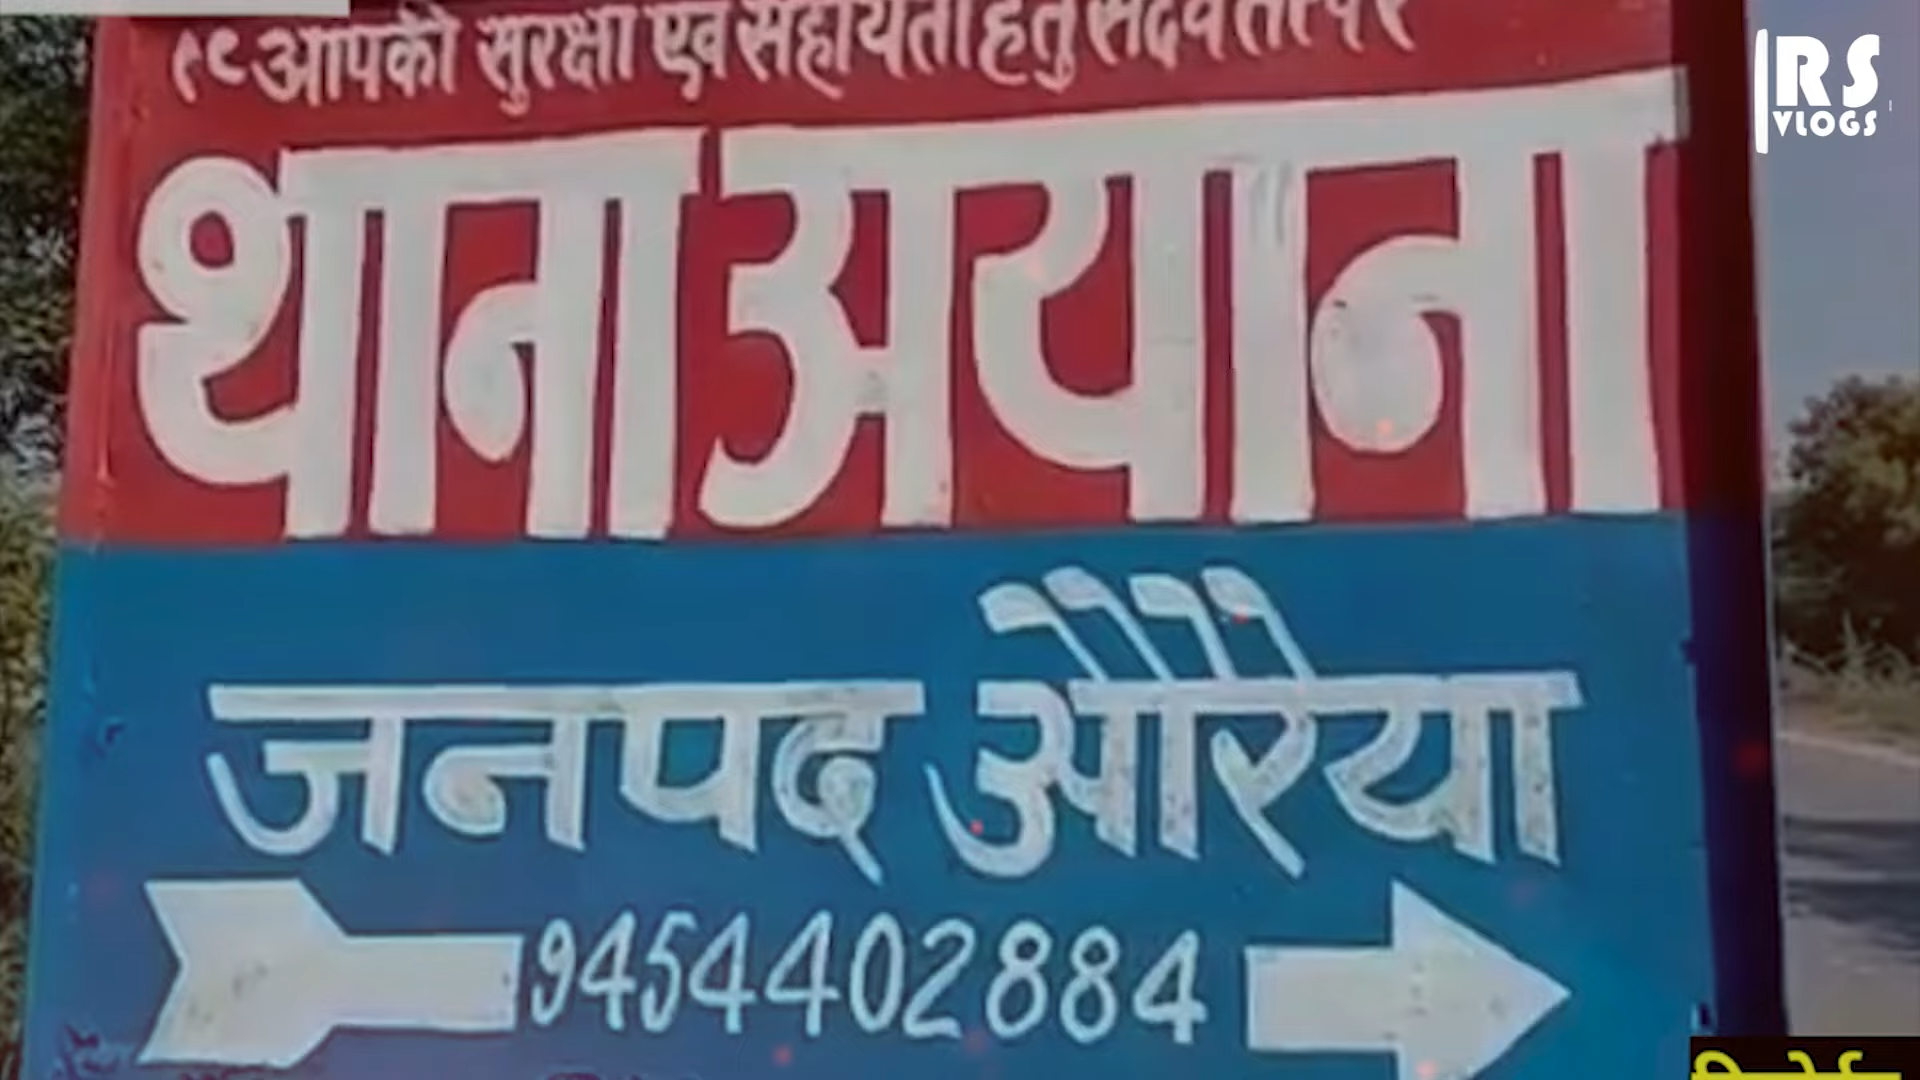 आपकी सुरक्षा एवं सहायता हेतु सदैव तत्पर
थाना अयाना
जनपद औरैया
9454402884
RS
VLOGS